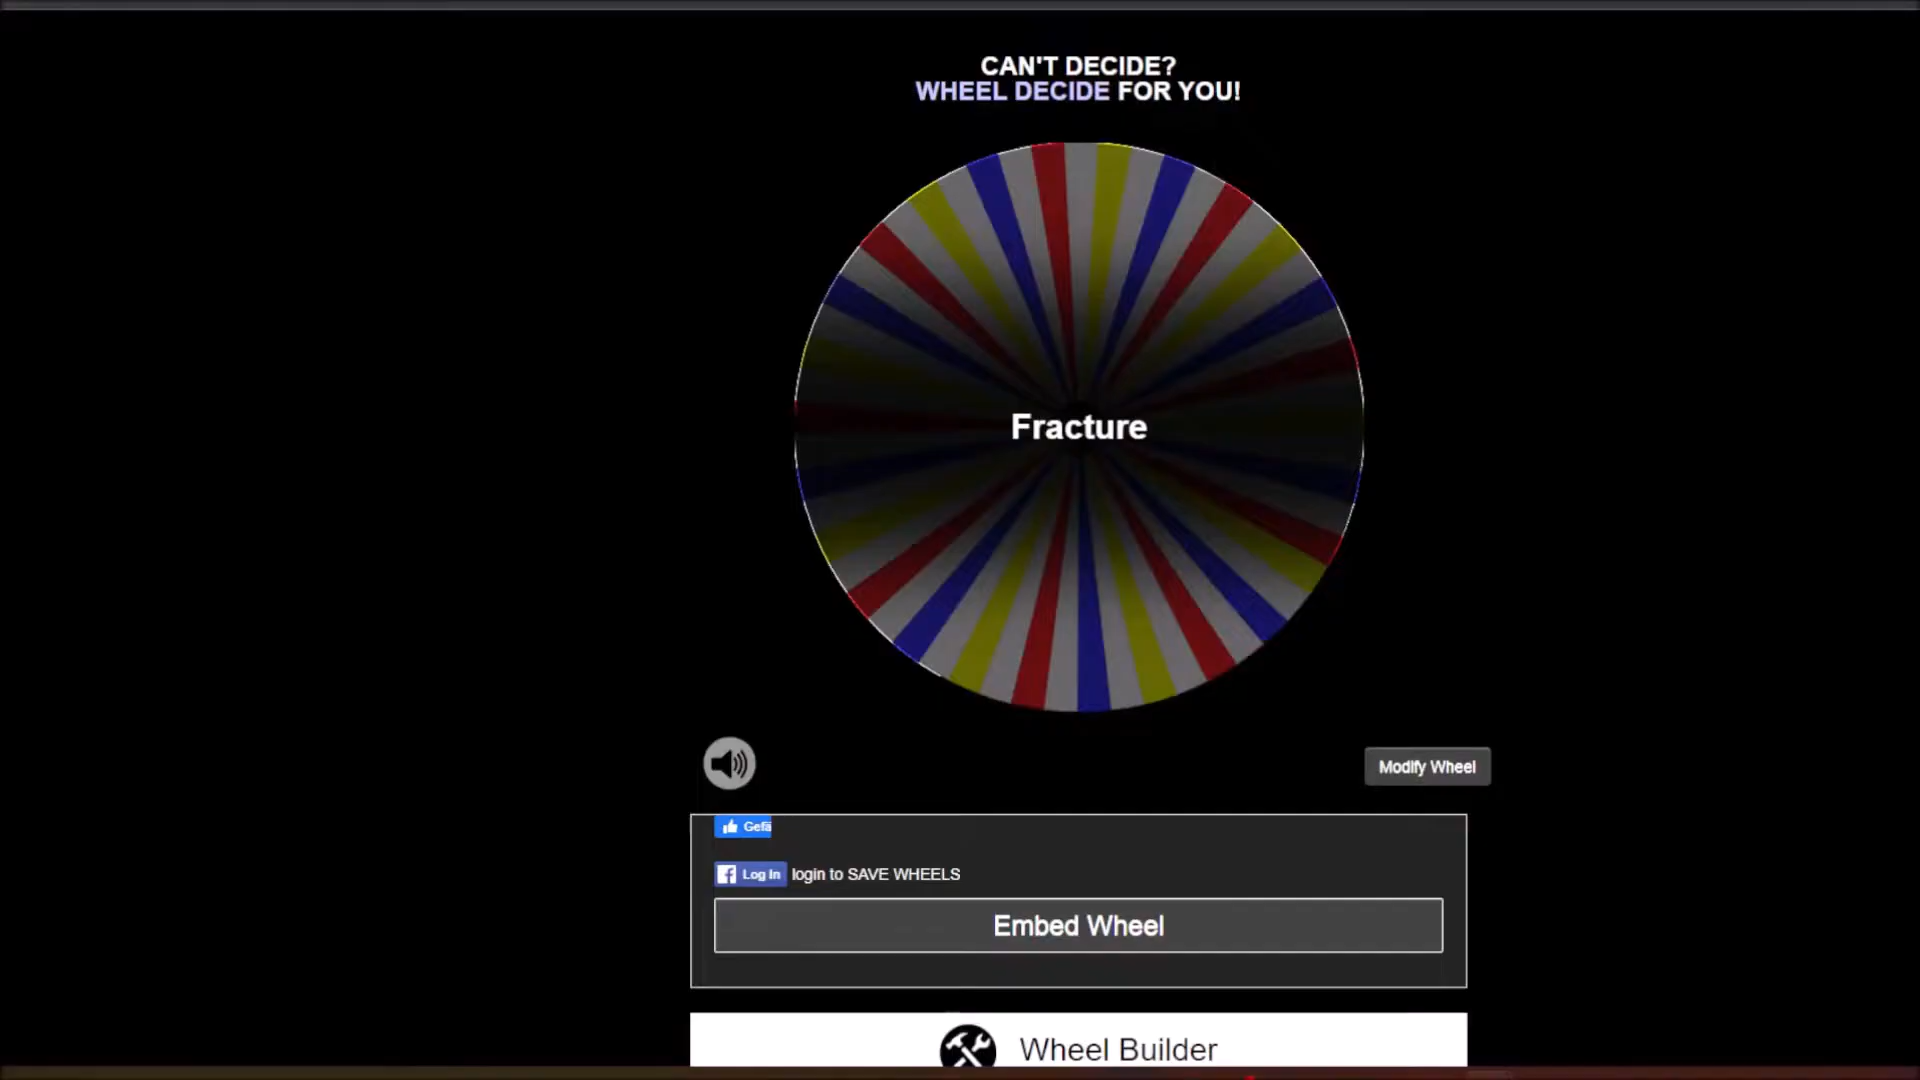 CAN'T DECIDE?
WHEEL DECIDE FOR YOU!
Fracture
Modify Wheel
Gefä
Log In login to SAVE WHEELS
Embed Wheel
Wheel Builder